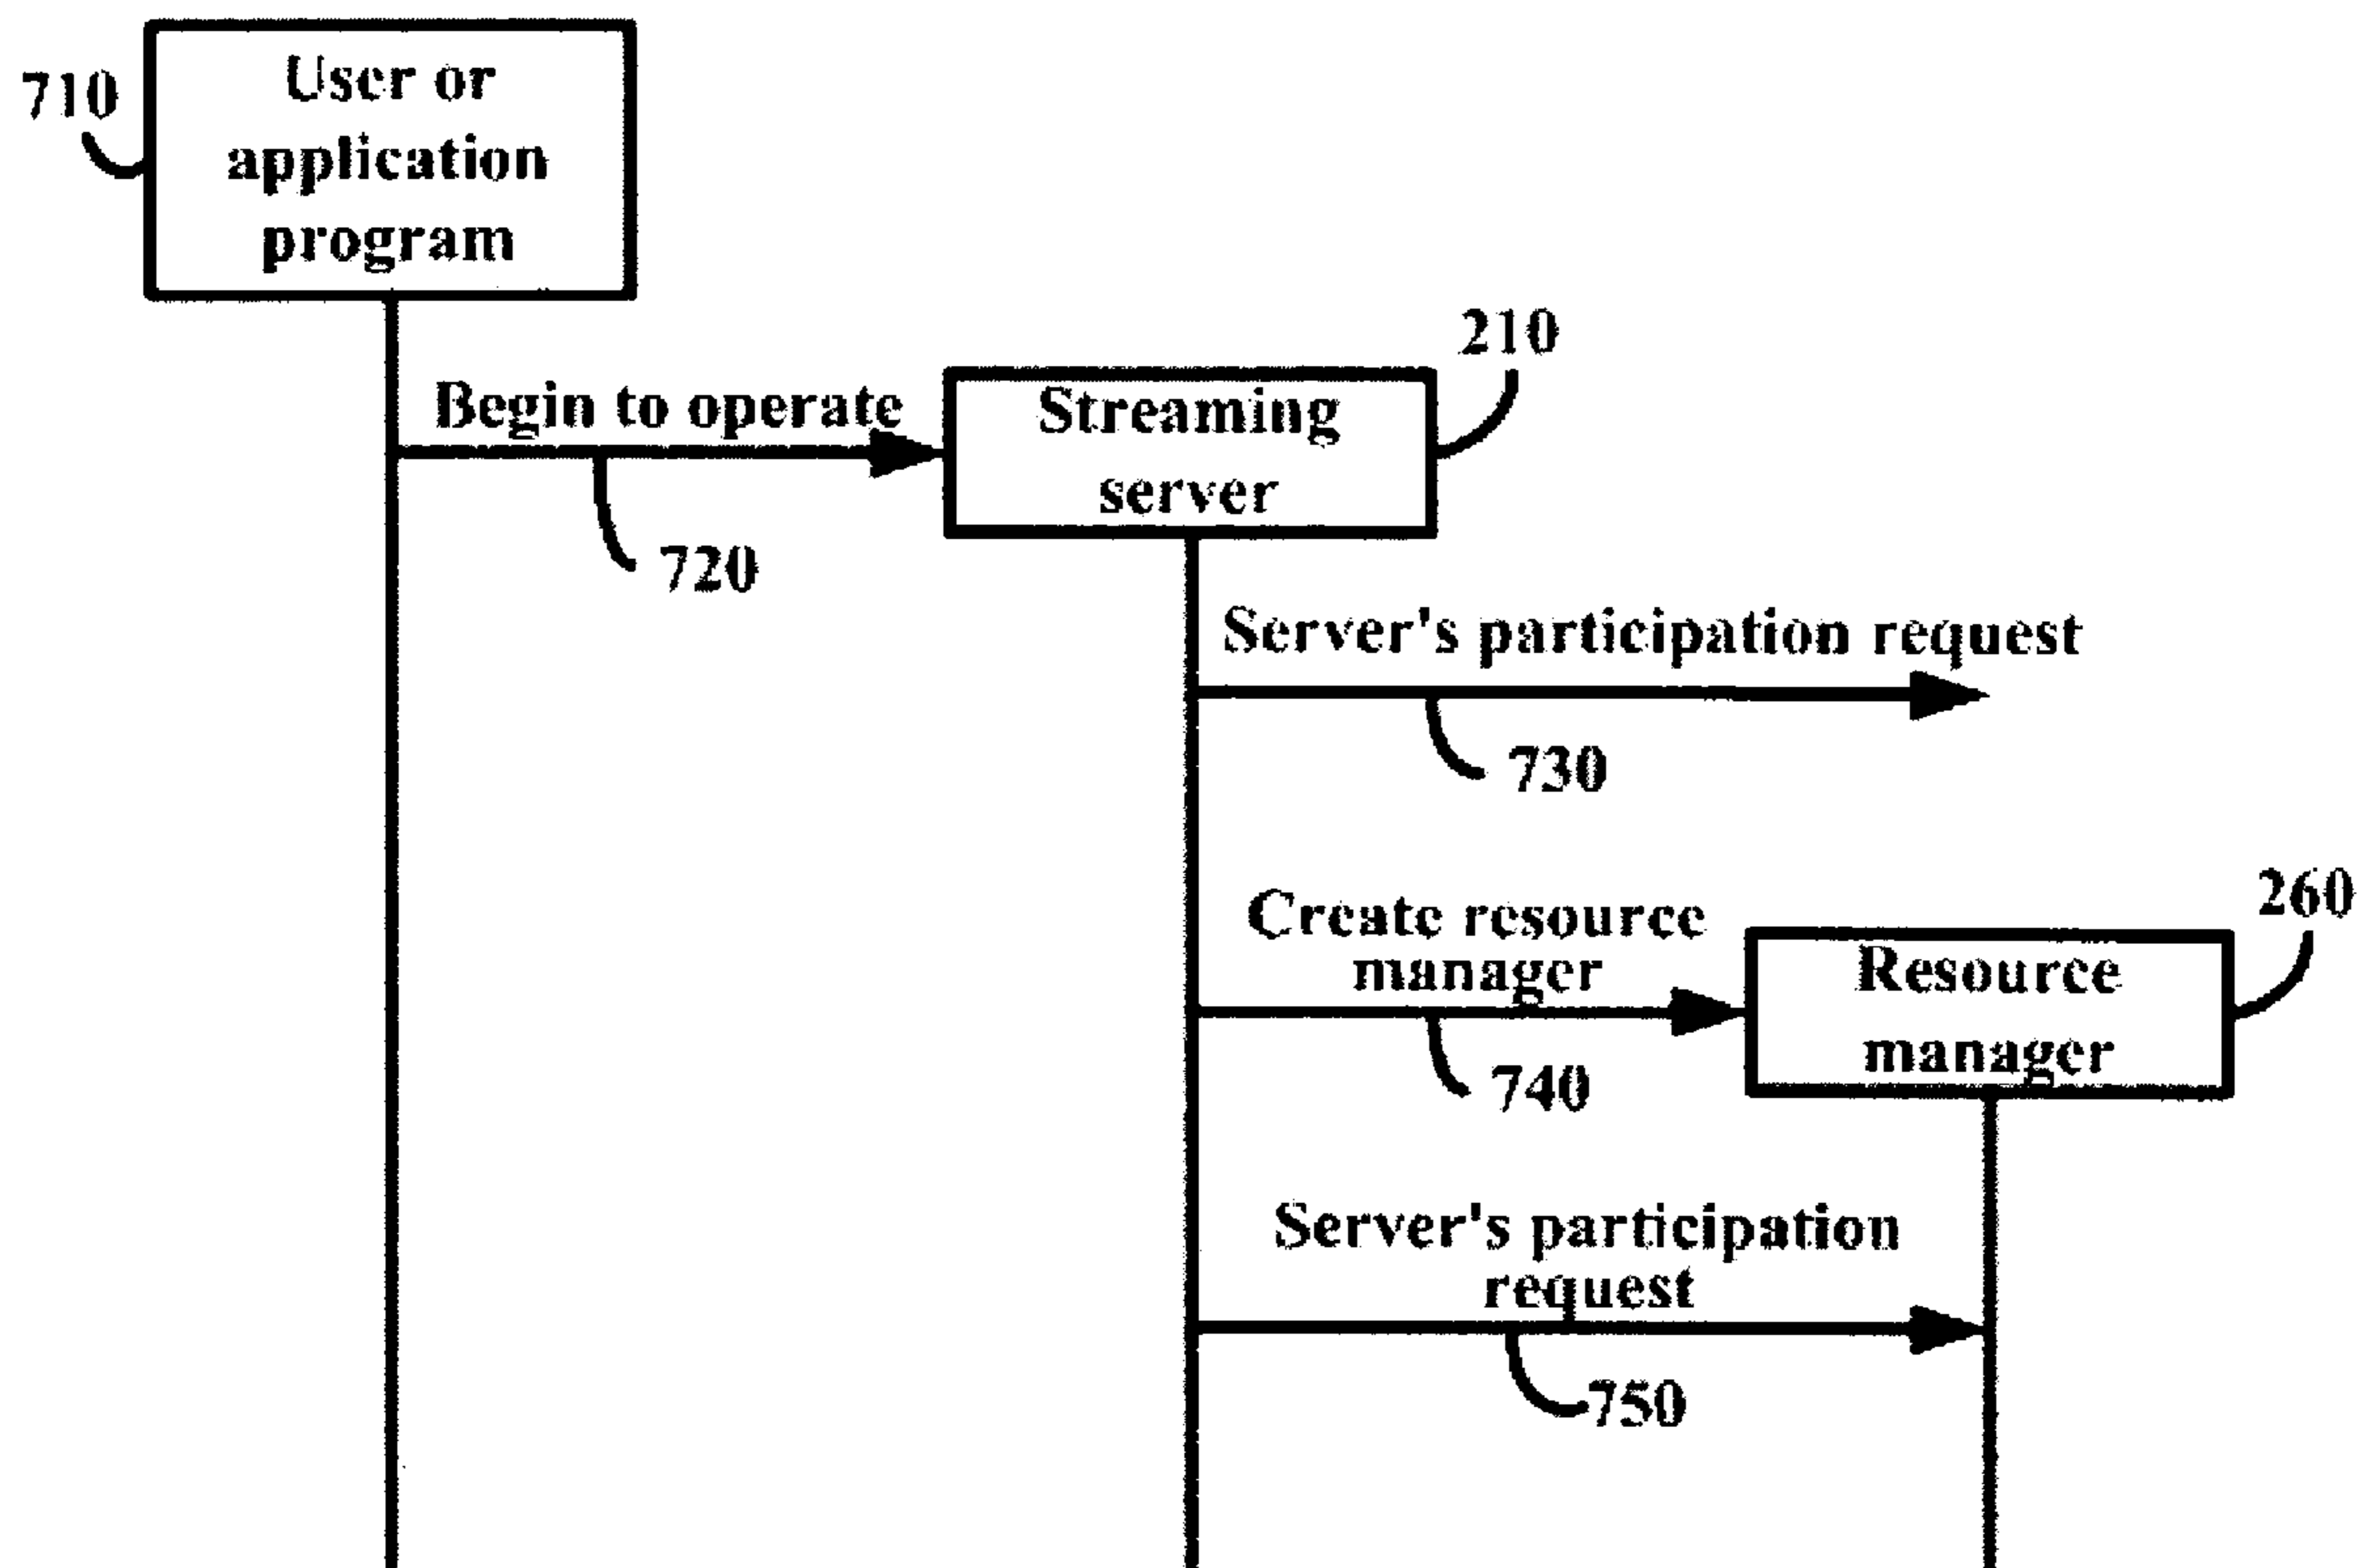 710
User or
application
program
210
Begin to operate
Streaming
server
720
Server's participation request
730
260
Create resource
manager
Resource
manager
740
Server's participation
request
750